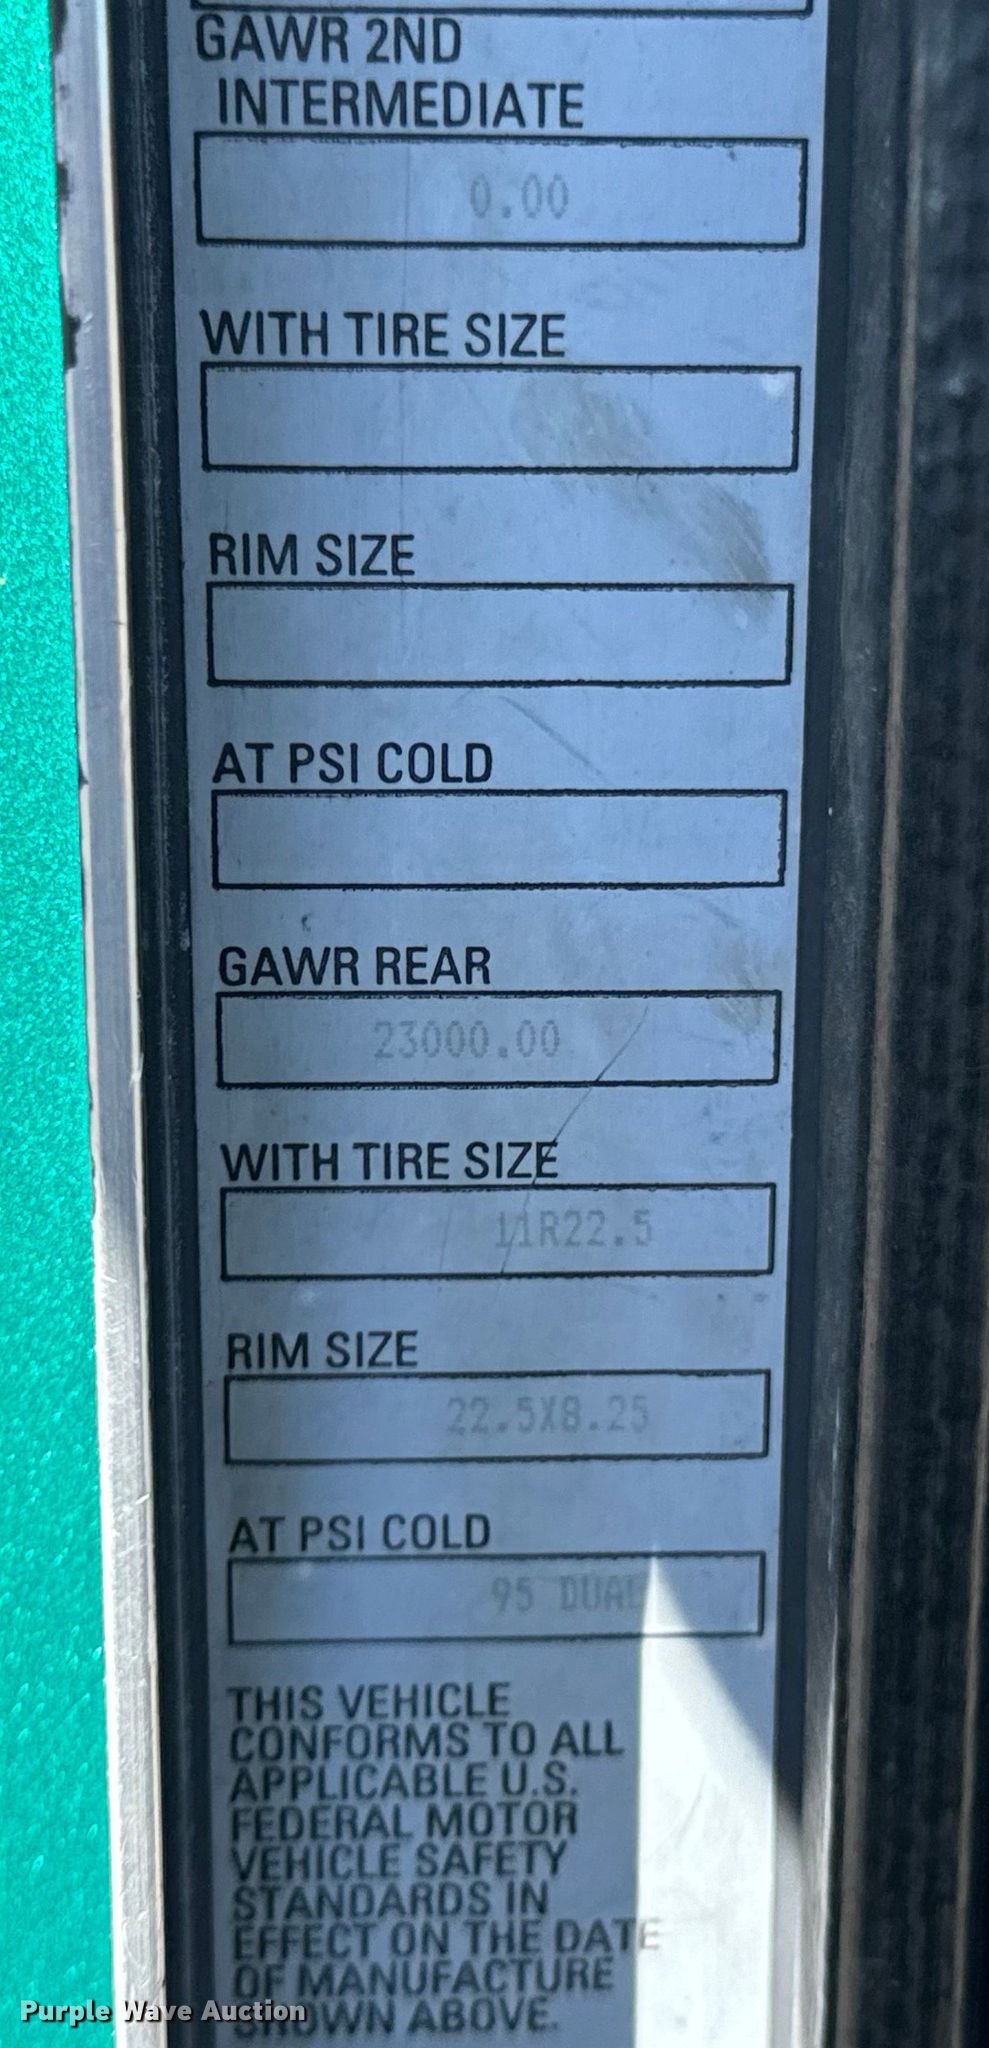 GAWR 2ND
INTERMEDIATE
0.00
WITH TIRE SIZE
RIM SIZE
AT PSI COLD
GAWR REAR
23000.00
WITH TIRE SIZE
11R22.5
RIM SIZE
22.5X8.25
AT PSI COLD
95 DUAL
THIS VEHICLE
CONFORMS TO ALL
APPLICABLE U.S.
FEDERAL MOTOR
VEHICLE SAFETY
STANDARDS IN
EFFECT ON THE DATE
OF MANUFACTURE
SHOWN ABOVE.
Purple Wave Auction